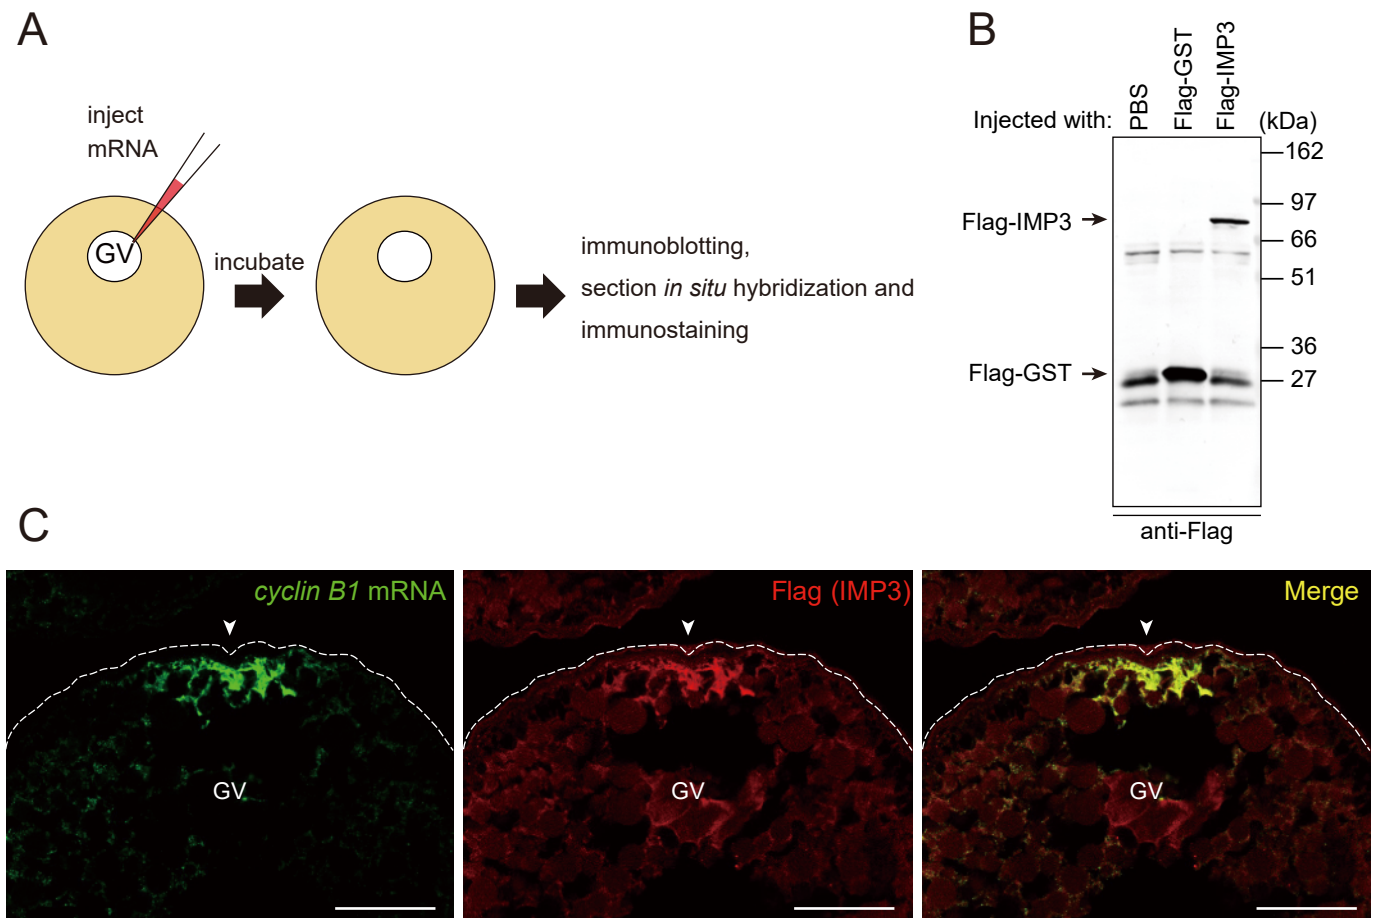 A
inject
mRNA
GV
incubate
immunoblotting,
section in situ hybridization and
immunostaining
B
Injected with:
PBS
Flag-GST
Flag-IMP3
(kDa)
162
97
Flag-IMP3
66
51
36
Flag-GST
27
anti-Flag
C
cyclin B1 mRNA
GV
Flag (IMP3)
GV
Merge
GV